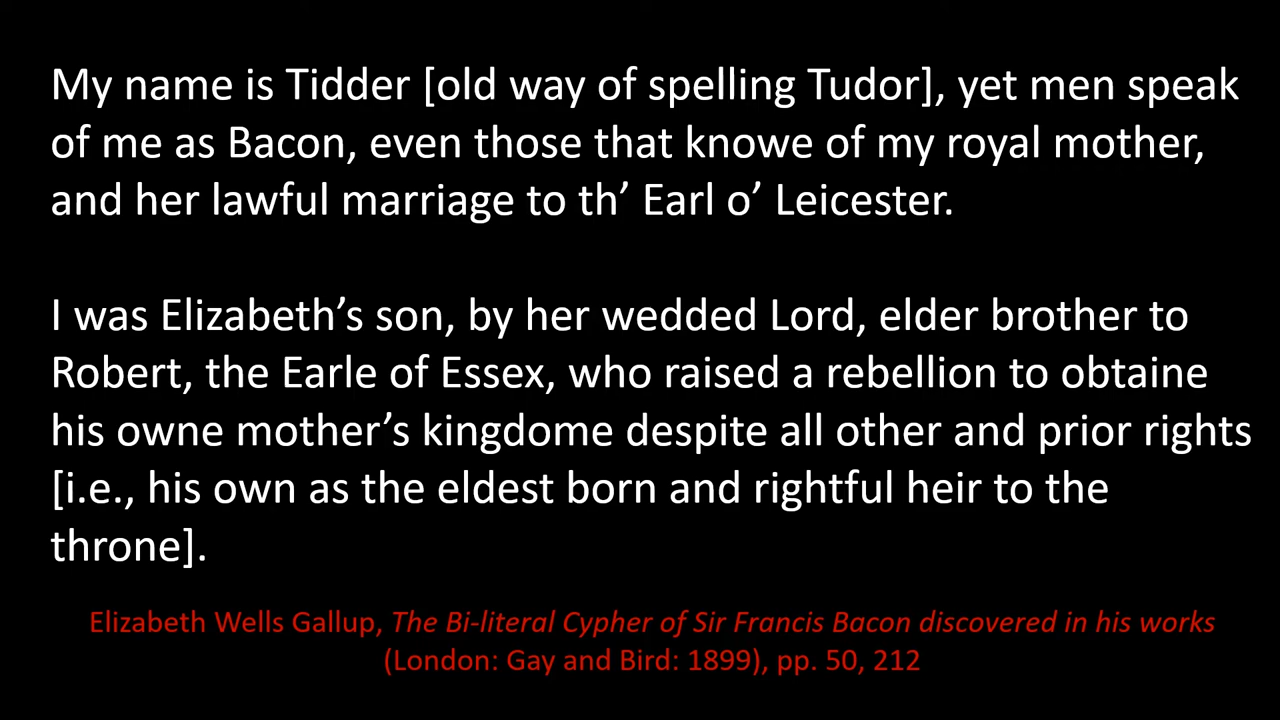 My name is Tidder [old way of spelling Tudor], yet men speak
of me as Bacon, even those that knowe of my royal mother,
and her lawful marriage to th’ Earl o’ Leicester.
I was Elizabeth’s son, by her wedded Lord, elder brother to
Robert, the Earle of Essex, who raised a rebellion to obtaine
his owne mother’s kingdome despite all other and prior rights
[i.e., his own as the eldest born and rightful heir to the
throne].
Elizabeth Wells Gallup, The Bi-literal Cypher of Sir Francis Bacon discovered in his works
(London: Gay and Bird: 1899), pp. 50, 212